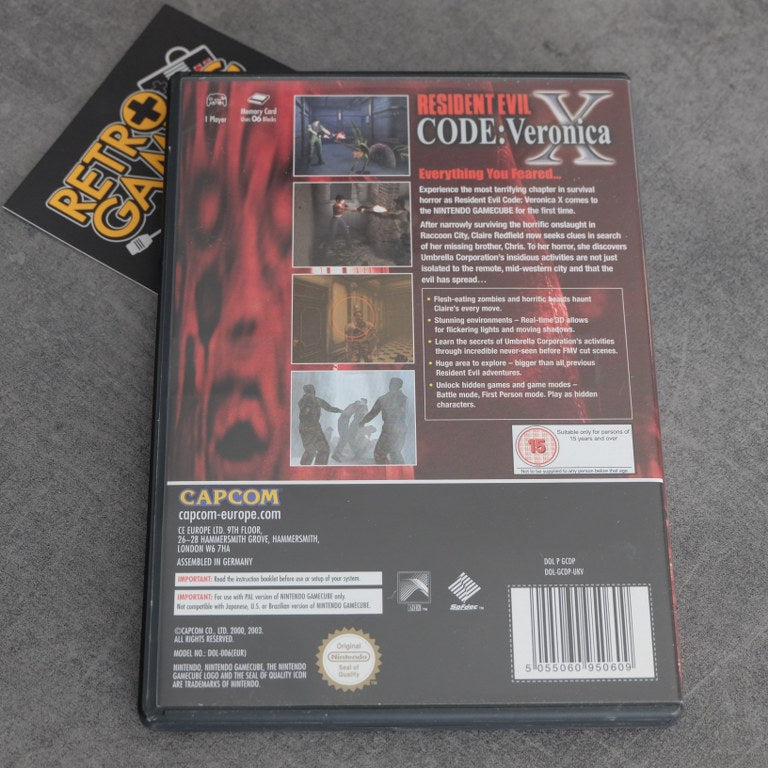 RETRO
GAM
1 Player
Memory Card
Uses 06 Blocks
RESIDENT EVIL
CODE:Veronica X
Everything You Feared...
Experience the most terrifying chapter in survival
horror as Resident Evil Code: Veronica X comes to
the NINTENDO GAMECUBE for the first time.
After narrowly surviving the horrific onslaught in
Raccoon City, Claire Redfield now seeks clues in search
of her missing brother, Chris. To her horror, she discovers
Umbrella Corporation's insidious activities are not just
isolated to the remote, mid-western city and that the
evil has spread...
• Flesh-eating zombies and horrific beasts haunt
Claire's every move.
• Stunning environments – Real-time 3D allows
for flickering lights and moving shadows.
• Learn the secrets of Umbrella Corporation's activities
through incredible never-seen before FMV cut scenes.
• Huge area to explore – bigger than all previous
Resident Evil adventures.
• Unlock hidden games and game modes –
Battle mode, First Person mode. Play as hidden
characters.
15
Suitable only for persons of
15 years and over
Not to be supplied to any person below that age.
CAPCOM
capcom-europe.com
CE EUROPE LTD. 9TH FLOOR,
26-28 HAMMERSMITH GROVE, HAMMERSMITH,
LONDON W6 7HA
ASSEMBLED IN GERMANY
IMPORTANT: Read the instruction booklet before use or setup of your system.
IMPORTANT: For use with PAL version of NINTENDO GAMECUBE only.
Not compatible with Japanese, U.S. or Brazilian version of NINTENDO GAMECUBE.
Sofdec ™
DOL P GCDP
DOL-GCDP-UKV
©CAPCOM CO. LTD. 2000, 2003.
ALL RIGHTS RESERVED.
MODEL NO.: DOL-006(EUR)
NINTENDO, NINTENDO GAMECUBE, THE NINTENDO
GAMECUBE LOGO AND THE SEAL OF QUALITY ICON
ARE TRADEMARKS OF NINTENDO.
Original
Nintendo
Seal of
Quality
5 055060 950609